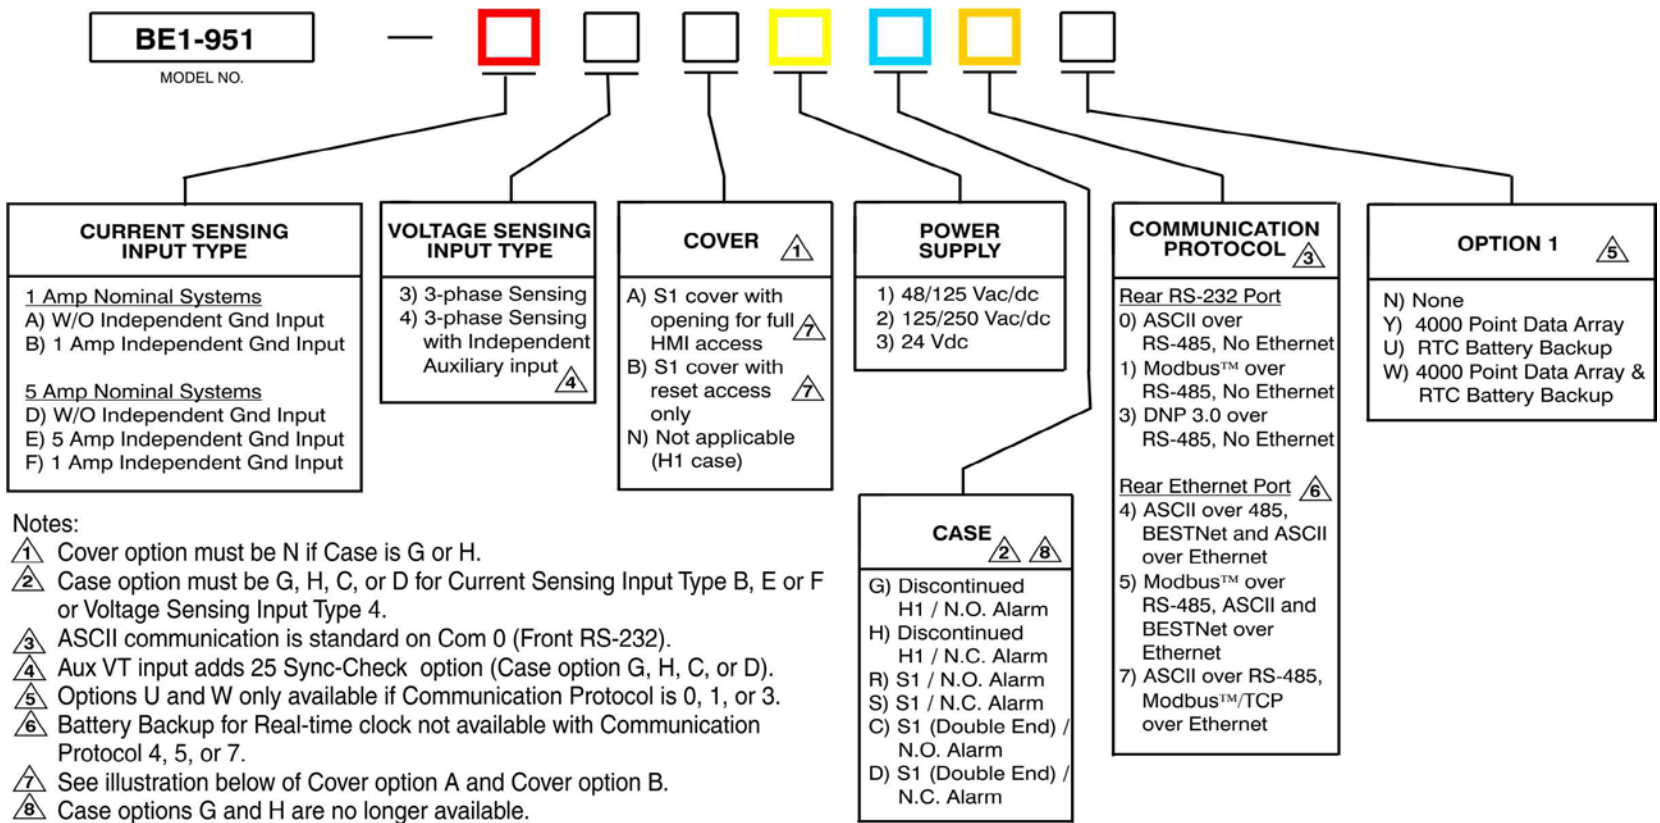 BE1-951
MODEL NO.
CURRENT SENSING
INPUT TYPE
1 Amp Nominal Systems
A) W/O Independent Gnd Input
B) 1 Amp Independent Gnd Input
5 Amp Nominal Systems
D) W/O Independent Gnd Input
E) 5 Amp Independent Gnd Input
F) 1 Amp Independent Gnd Input
VOLTAGE SENSING
INPUT TYPE
3) 3-phase Sensing
4) 3-phase Sensing
with Independent
Auxiliary input 4
COVER 1
A) S1 cover with
opening for full 7
HMI access
B) S1 cover with
reset access 7
only
N) Not applicable
(H1 case)
POWER
SUPPLY
1) 48/125 Vac/dc
2) 125/250 Vac/dc
3) 24 Vdc
CASE 2 8
G) Discontinued
H1 / N.O. Alarm
H) Discontinued
H1 / N.C. Alarm
R) S1 / N.O. Alarm
S) S1 / N.C. Alarm
C) S1 (Double End) /
N.O. Alarm
D) S1 (Double End) /
N.C. Alarm
COMMUNICATION
PROTOCOL 3
Rear RS-232 Port
0) ASCII over
RS-485, No Ethernet
1) Modbus™ over
RS-485, No Ethernet
3) DNP 3.0 over
RS-485, No Ethernet
Rear Ethernet Port 6
4) ASCII over 485,
BESTNet and ASCII
over Ethernet
5) Modbus™ over
RS-485, ASCII and
BESTNet over
Ethernet
7) ASCII over RS-485,
Modbus™/TCP
over Ethernet
OPTION 1 5
N) None
Y) 4000 Point Data Array
U) RTC Battery Backup
W) 4000 Point Data Array &
RTC Battery Backup
Notes:
1 Cover option must be N if Case is G or H.
2 Case option must be G, H, C, or D for Current Sensing Input Type B, E or F
or Voltage Sensing Input Type 4.
3 ASCII communication is standard on Com 0 (Front RS-232).
4 Aux VT input adds 25 Sync-Check option (Case option G, H, C, or D).
5 Options U and W only available if Communication Protocol is 0, 1, or 3.
6 Battery Backup for Real-time clock not available with Communication
Protocol 4, 5, or 7.
7 See illustration below of Cover option A and Cover option B.
8 Case options G and H are no longer available.